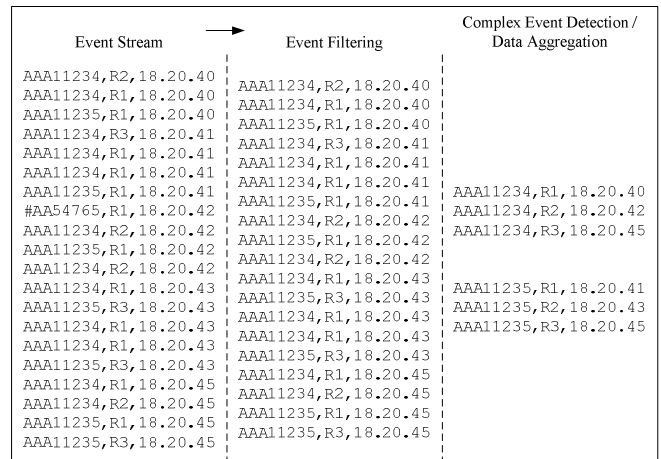 Event Stream
AAA11234,R2,18.20.40
AAA11234,R1,18.20.40
AAA11235,R1,18.20.40
AAA11234,R3,18.20.41
AAA11234,R1,18.20.41
AAA11234,R1,18.20.41
AAA11235,R1,18.20.41
#AA54765,R1,18.20.42
AAA11234,R2,18.20.42
AAA11235,R1,18.20.42
AAA11234,R2,18.20.42
AAA11234,R1,18.20.43
AAA11235,R3,18.20.43
AAA11234,R1,18.20.43
AAA11234,R1,18.20.43
AAA11235,R3,18.20.43
AAA11234,R1,18.20.45
AAA11234,R2,18.20.45
AAA11235,R1,18.20.45
AAA11235,R3,18.20.45
Event Filtering
AAA11234,R2,18.20.40
AAA11234,R1,18.20.40
AAA11235,R1,18.20.40
AAA11234,R3,18.20.41
AAA11234,R1,18.20.41
AAA11234,R1,18.20.41
AAA11235,R1,18.20.41
AAA11234,R2,18.20.42
AAA11235,R1,18.20.42
AAA11234,R2,18.20.42
AAA11234,R1,18.20.43
AAA11235,R3,18.20.43
AAA11234,R1,18.20.43
AAA11234,R1,18.20.43
AAA11235,R3,18.20.43
AAA11234,R1,18.20.45
AAA11234,R2,18.20.45
AAA11235,R1,18.20.45
AAA11235,R3,18.20.45
Complex Event Detection /
Data Aggregation
AAA11234,R1,18.20.40
AAA11234,R2,18.20.42
AAA11234,R3,18.20.45
AAA11235,R1,18.20.41
AAA11235,R2,18.20.43
AAA11235,R3,18.20.45